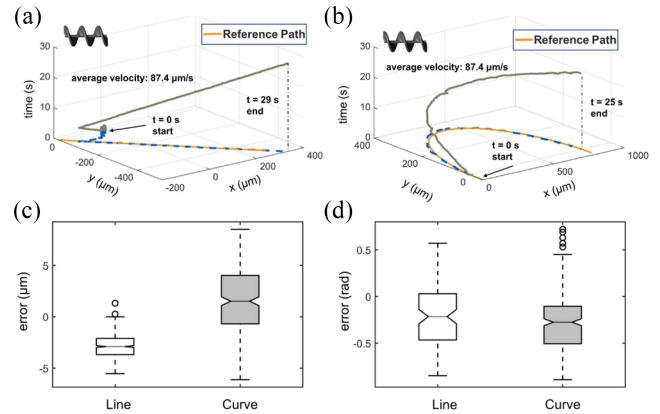 (a)
Reference Path
30
average velocity: 87.4 µm/s
20
time (s)
t = 29 s
end
10
t = 0 s
start
0
0
-200
-400
y (µm)
-200
0
200
400
x (µm)
(b)
Reference Path
30
average velocity: 87.4 µm/s
20
time (s)
t = 25 s
end
10
t = 0 s
start
0
400
200
0
y (µm)
0
500
1000
x (µm)
(c)
5
0
-5
error (µm)
Line
Curve
(d)
0.5
0
-0.5
error (rad)
Line
Curve